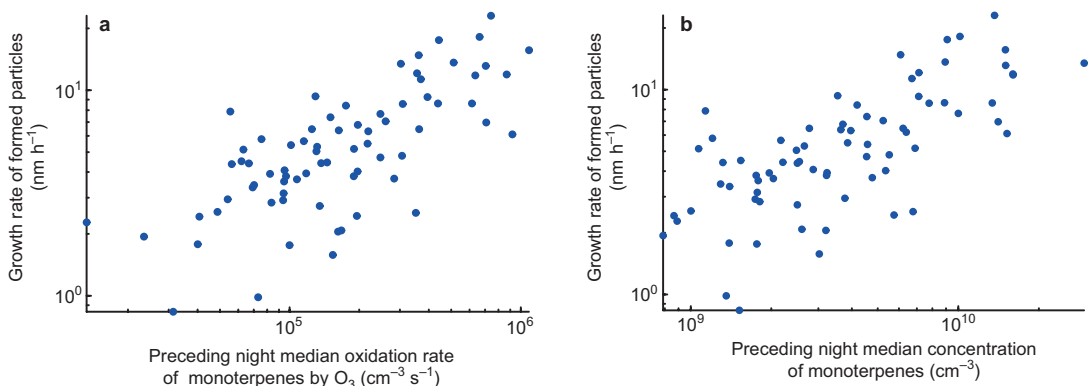 a
Growth rate of formed particles
(nm h⁻¹)
10¹
10⁰
10⁵
10⁶
Preceding night median oxidation rate
of monoterpenes by O₃ (cm⁻³ s⁻¹)
b
Growth rate of formed particles
(nm h⁻¹)
10¹
10⁰
10⁹
10¹⁰
Preceding night median concentration
of monoterpenes (cm⁻³)